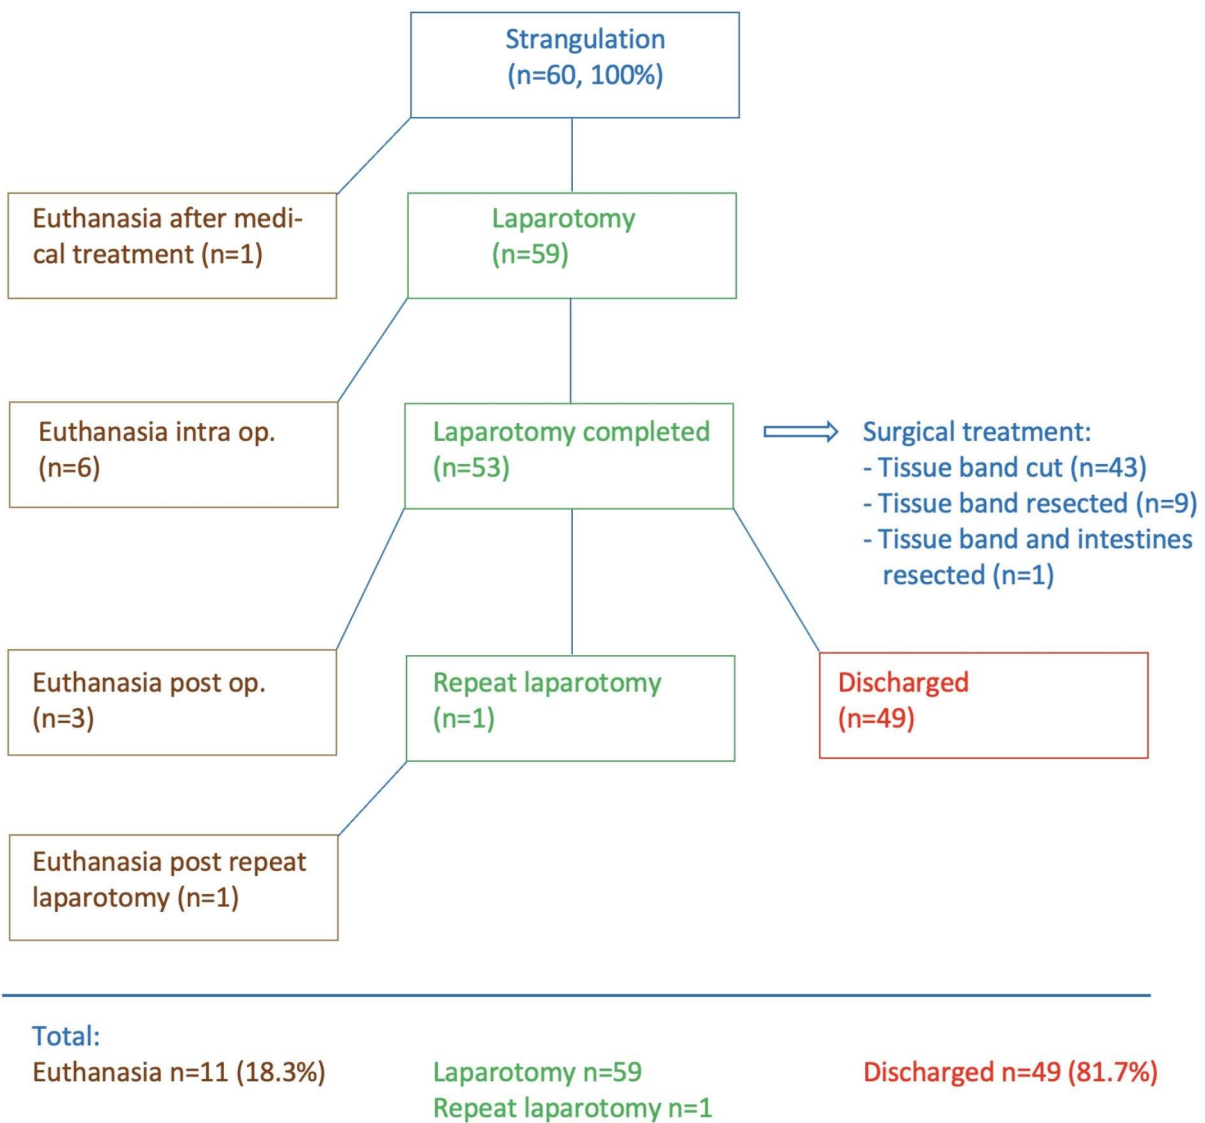 Strangulation
(n=60, 100%)
Euthanasia after medi-
cal treatment (n=1)
Laparotomy
(n=59)
Euthanasia intra op.
(n=6)
Laparotomy completed
(n=53)
Surgical treatment:
- Tissue band cut (n=43)
- Tissue band resected (n=9)
- Tissue band and intestines
resected (n=1)
Euthanasia post op.
(n=3)
Repeat laparotomy
(n=1)
Discharged
(n=49)
Euthanasia post repeat
laparotomy (n=1)
Total:
Euthanasia n=11 (18.3%)
Laparotomy n=59
Repeat laparotomy n=1
Discharged n=49 (81.7%)